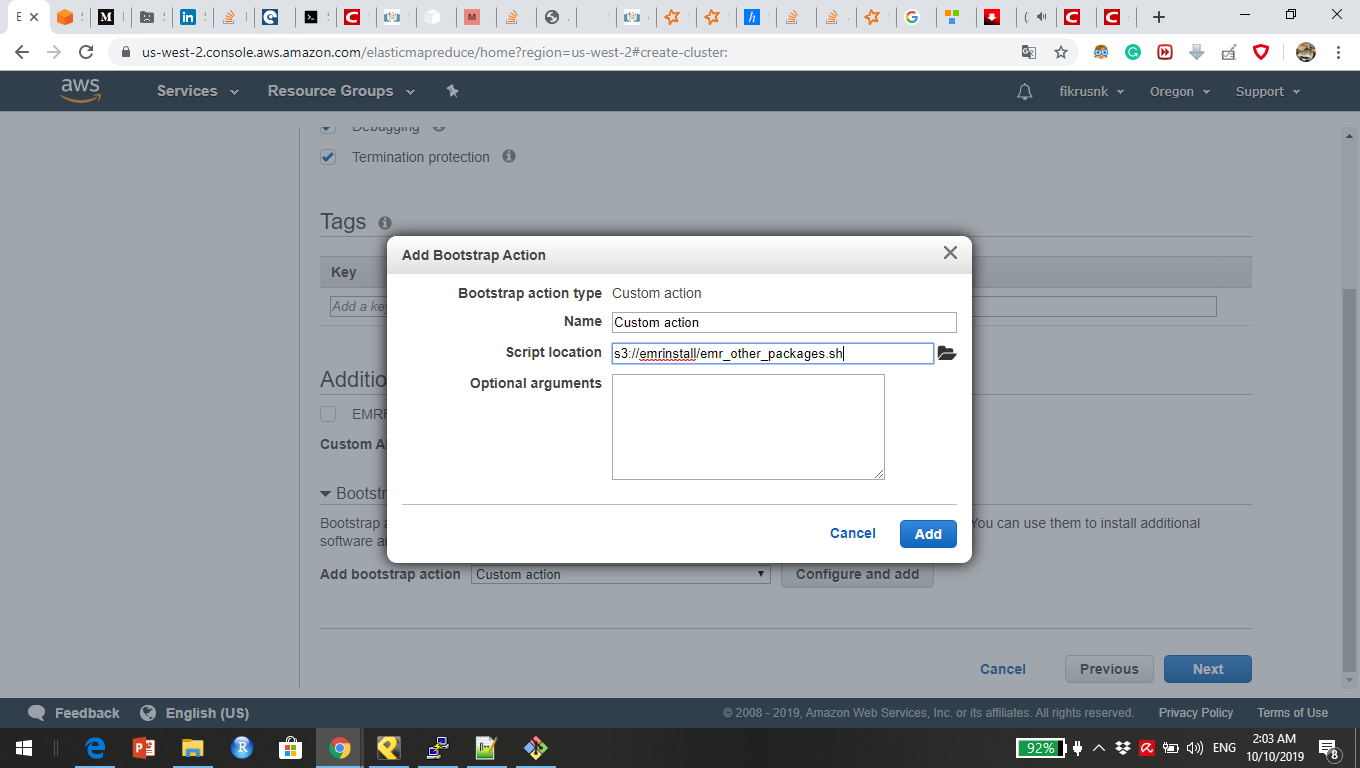 E
us-west-2.console.aws.amazon.com/elasticmapreduce/home?region=us-west-2#create-cluster:
aws Services Resource Groups fikrusnk Oregon Support
Debugging
Termination protection
Tags
Key
Add a ke
Add Bootstrap Action
Bootstrap action type Custom action
Name Custom action
Script location s3://emrinstall/emr_other_packages.sh
Optional arguments
Cancel Add
Additio
EMRF
Custom A
Bootstr
Bootstrap a You can use them to install additional
software a
Add bootstrap action Custom action Configure and add
Cancel Previous Next
Feedback English (US) © 2008 - 2019, Amazon Web Services, Inc. or its affiliates. All rights reserved. Privacy Policy Terms of Use
92% ENG 2:03 AM
10/10/2019 8